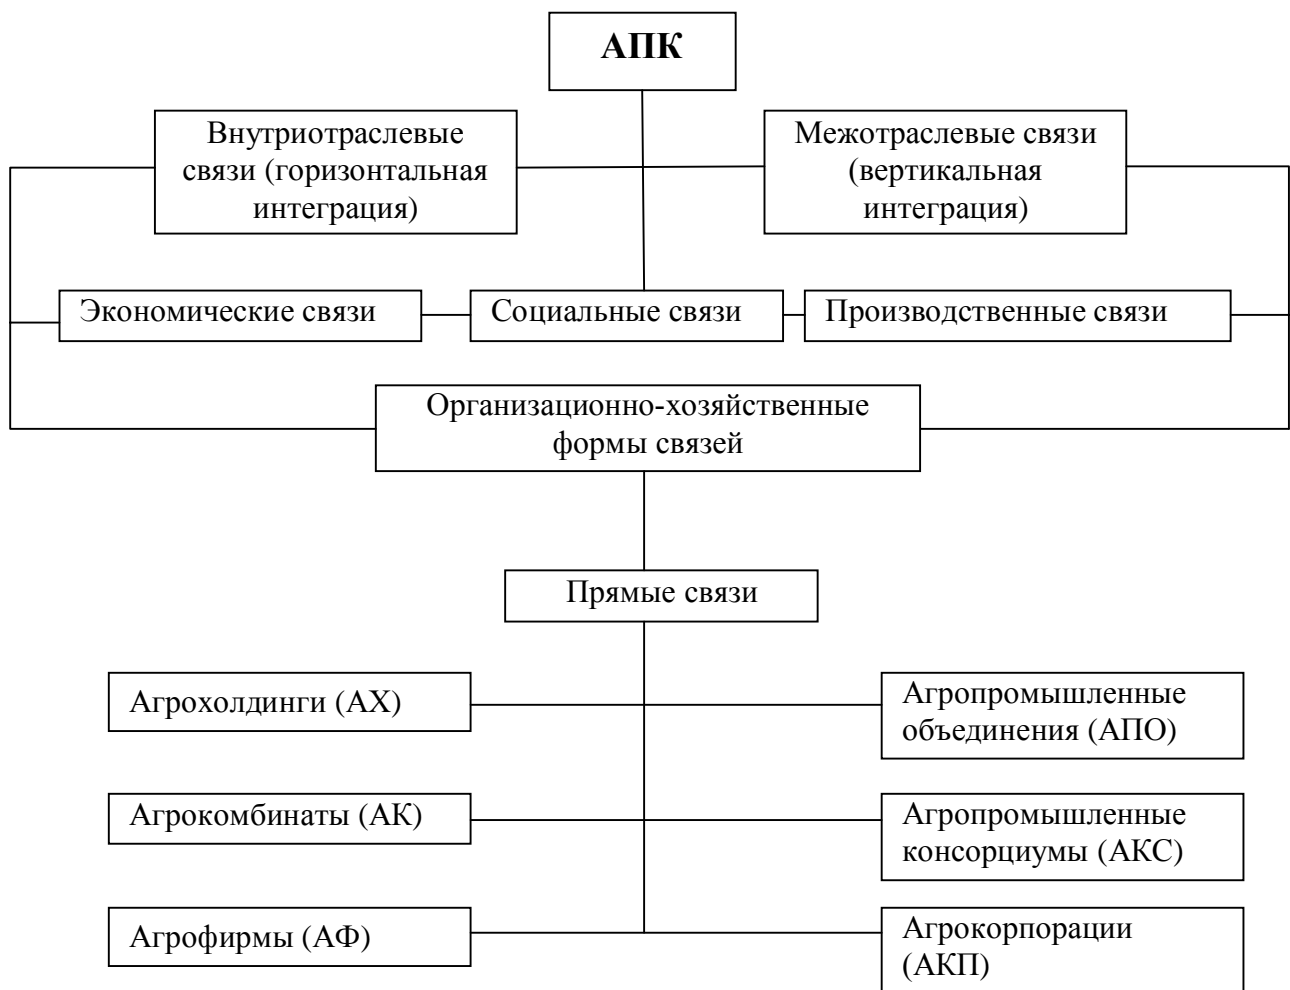 АПК
Внутриотраслевые
связи (горизонтальная
интеграция)
Межотраслевые связи
(вертикальная
интеграция)
Экономические связи
Социальные связи
Производственные связи
Организационно-хозяйственные
формы связей
Прямые связи
Агрохолдинги (АХ)
Агропромышленные
объединения (АПО)
Агрокомбинаты (АК)
Агропромышленные
консорциумы (АКС)
Агрофирмы (АФ)
Агрокорпорации
(АКП)